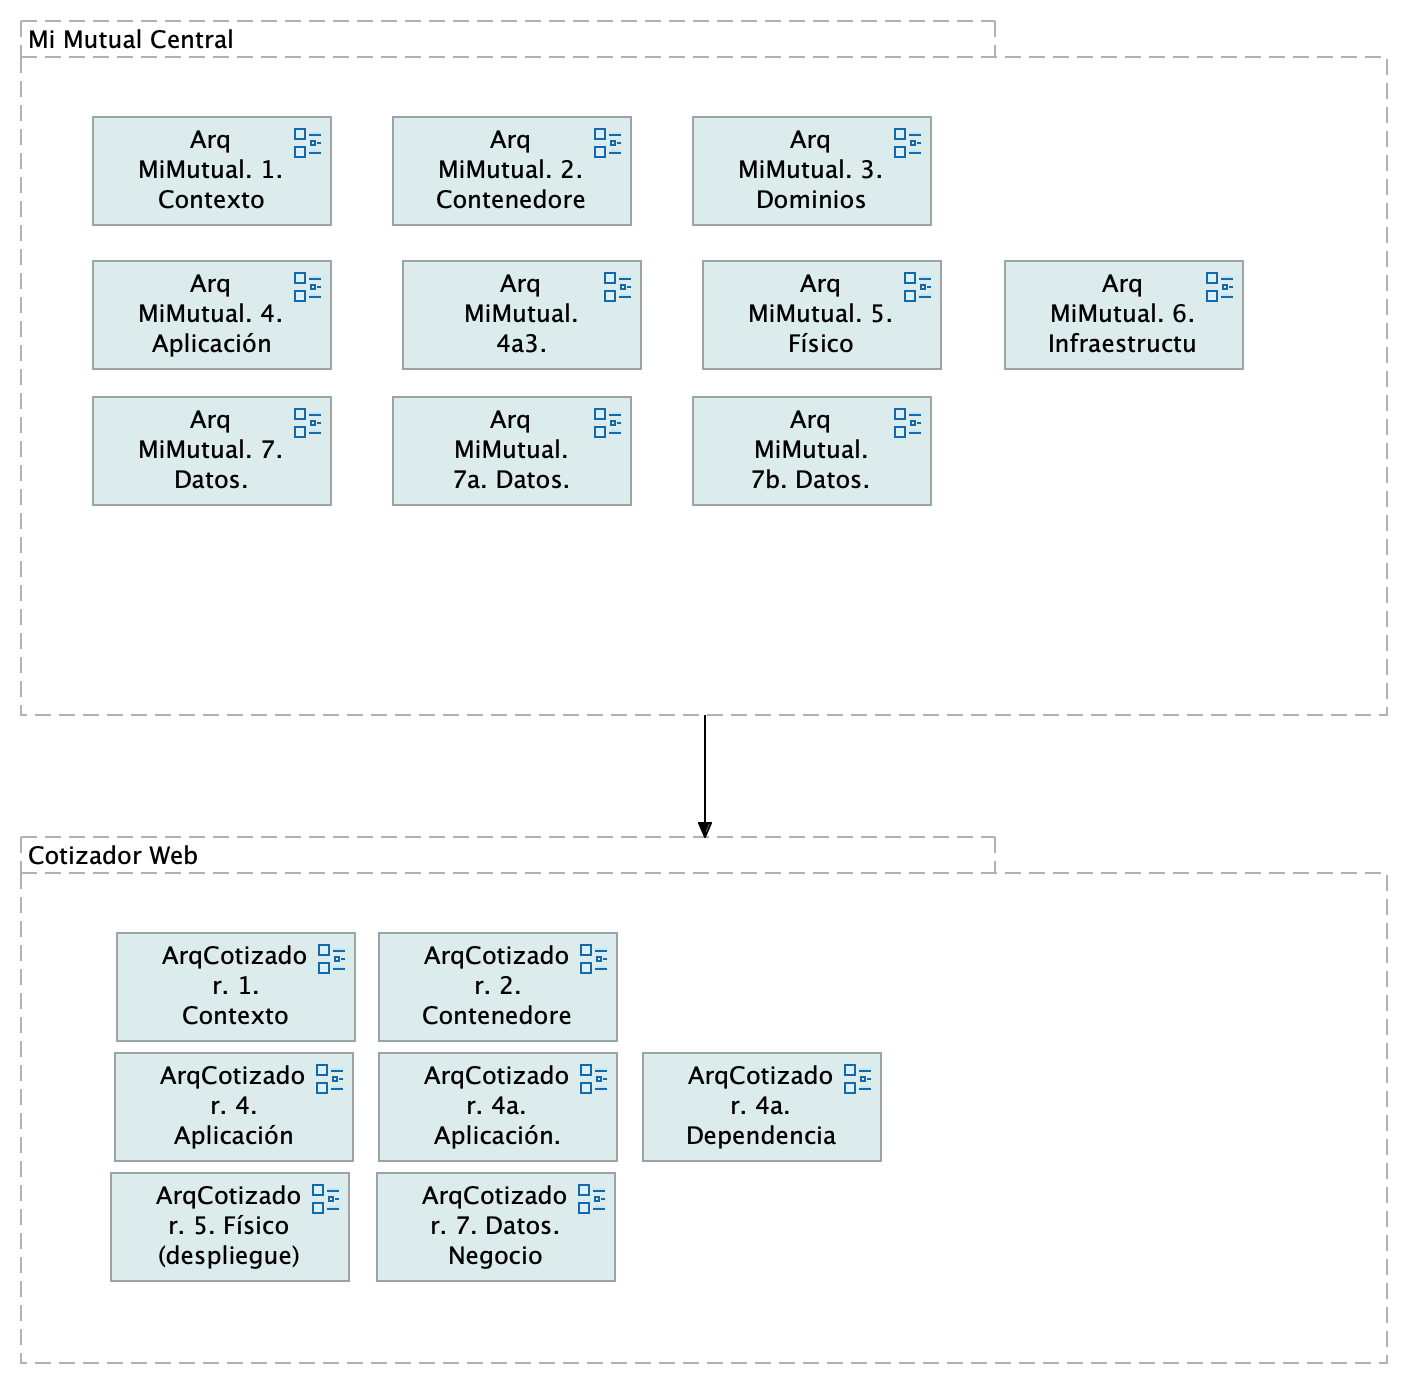 Mi Mutual Central
Arq
MiMutual. 1.
Contexto
Arq
MiMutual. 2.
Contenedore
Arq
MiMutual. 3.
Dominios
Arq
MiMutual. 4.
Aplicación
Arq
MiMutual.
4a3.
Arq
MiMutual. 5.
Físico
Arq
MiMutual. 6.
Infraestructu
Arq
MiMutual. 7.
Datos.
Arq
MiMutual.
7a. Datos.
Arq
MiMutual.
7b. Datos.
Cotizador Web
ArqCotizado
r. 1.
Contexto
ArqCotizado
r. 2.
Contenedore
ArqCotizado
r. 4.
Aplicación
ArqCotizado
r. 4a.
Aplicación.
ArqCotizado
r. 4a.
Dependencia
ArqCotizado
r. 5. Físico
(despliegue)
ArqCotizado
r. 7. Datos.
Negocio